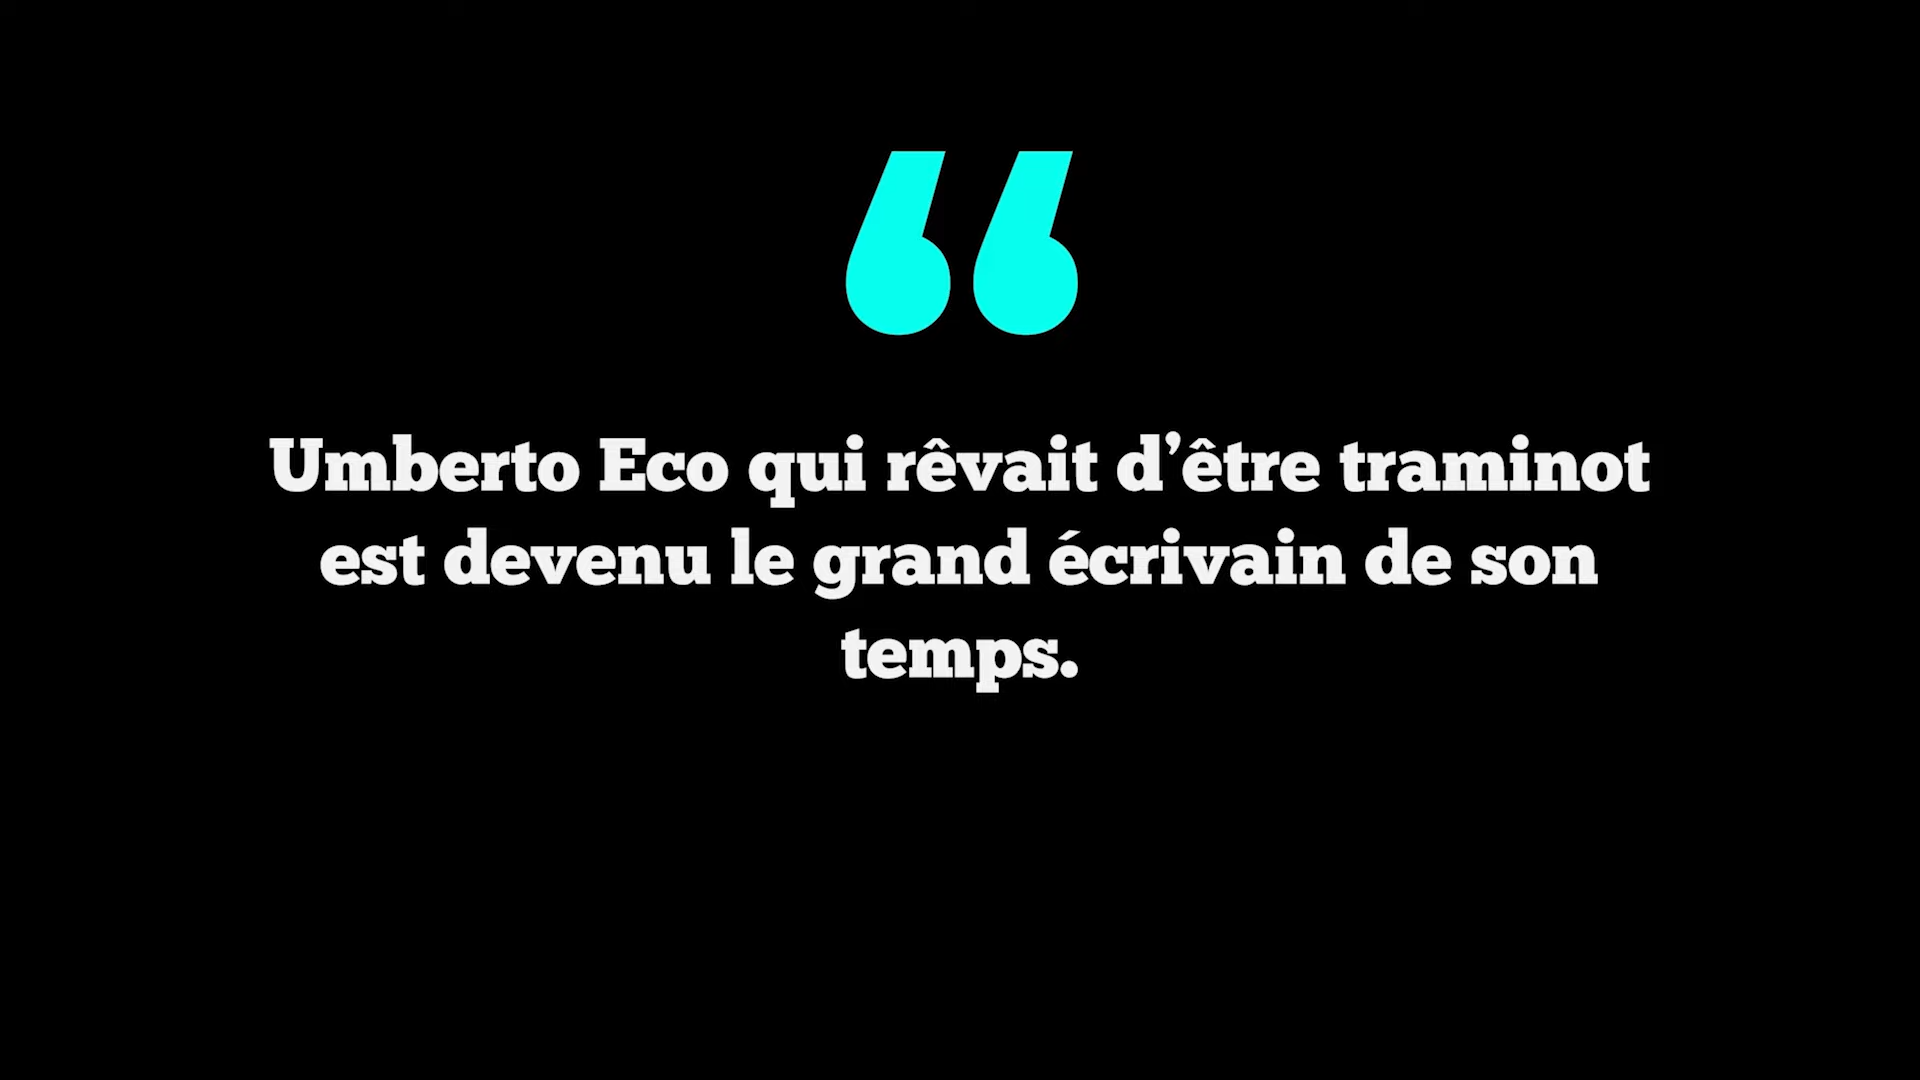 “
Umberto Eco qui rêvait d’être traminot
est devenu le grand écrivain de son
temps.